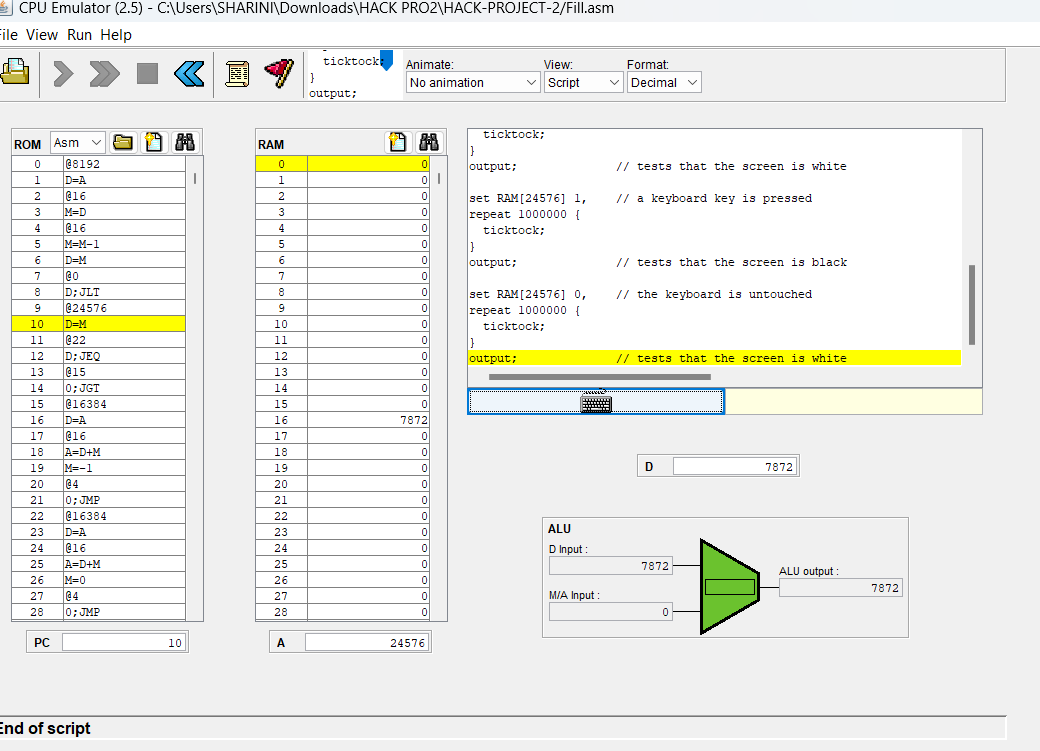 CPU Emulator (2.5) - C:\Users\SHARINI\Downloads\HACK PRO2\HACK-PROJECT-2/Fill.asm
File View Run Help
ticktock;
}
output;
Animate:
No animation
View:
Script
Format:
Decimal
ROM Asm
0 @8192
1 D=A
2 @16
3 M=D
4 @16
5 M=M-1
6 D=M
7 @0
8 D;JLT
9 @24576
10 D=M
11 @22
12 D;JEQ
13 @15
14 0;JGT
15 @16384
16 D=A
17 @16
18 A=D+M
19 M=-1
20 @4
21 0;JMP
22 @16384
23 D=A
24 @16
25 A=D+M
26 M=0
27 @4
28 0;JMP
PC 10
RAM
0 0
1 0
2 0
3 0
4 0
5 0
6 0
7 0
8 0
9 0
10 0
11 0
12 0
13 0
14 0
15 0
16 7872
17 0
18 0
19 0
20 0
21 0
22 0
23 0
24 0
25 0
26 0
27 0
28 0
A 24576
ticktock;
}
output; // tests that the screen is white
set RAM[24576] 1, // a keyboard key is pressed
repeat 1000000 {
ticktock;
}
output; // tests that the screen is black
set RAM[24576] 0, // the keyboard is untouched
repeat 1000000 {
ticktock;
}
output; // tests that the screen is white
D 7872
ALU
D Input :
7872
M/A Input :
0
ALU output :
7872
End of script